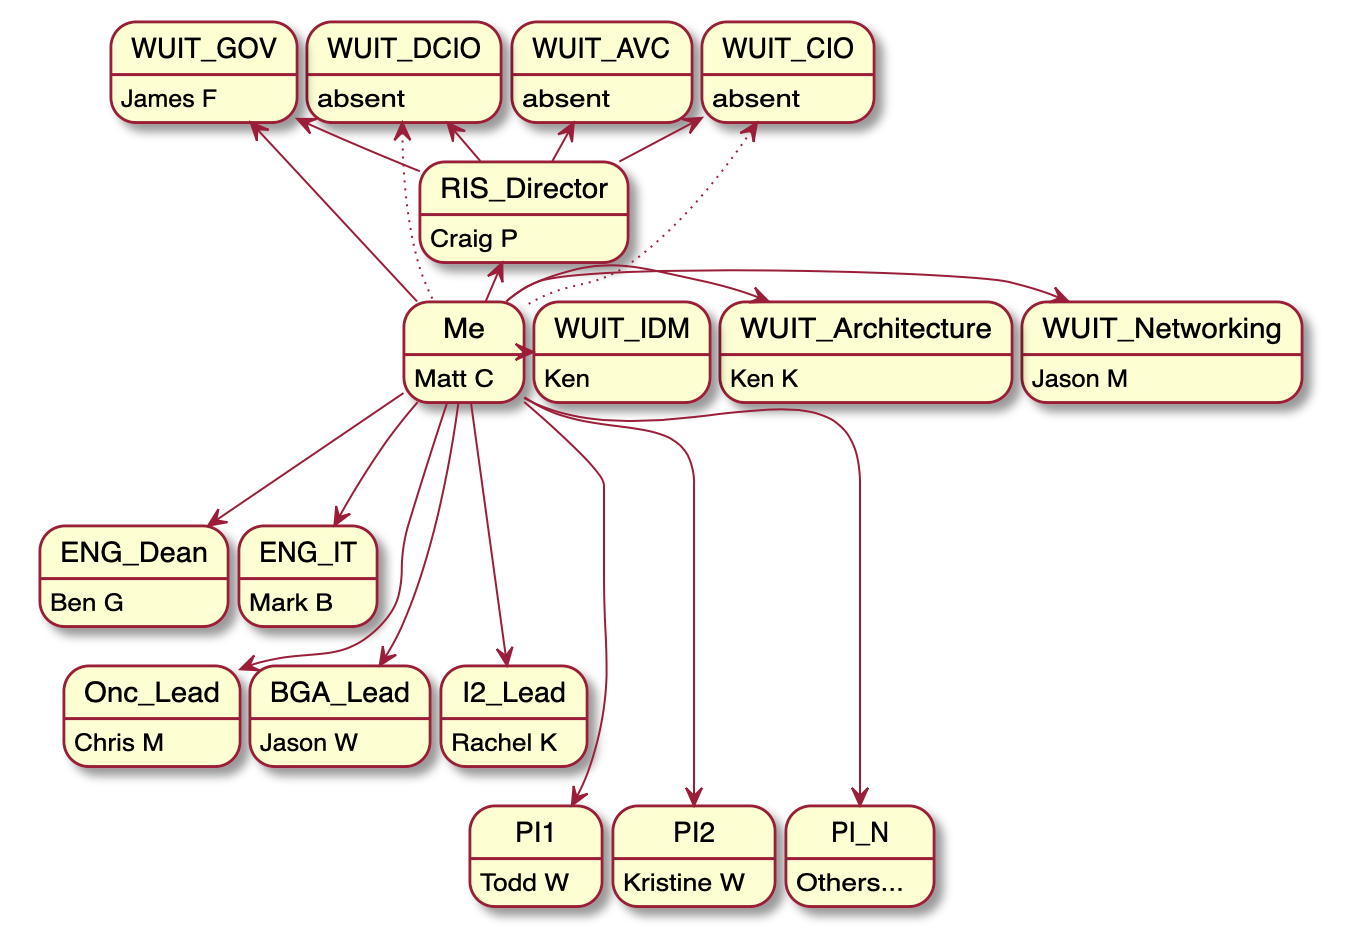 WUIT_GOV
James F
WUIT_DCIO
absent
WUIT_AVC
absent
WUIT_CIO
absent
RIS_Director
Craig P
Me
Matt C
WUIT_IDM
Ken
WUIT_Architecture
Ken K
WUIT_Networking
Jason M
ENG_Dean
Ben G
ENG_IT
Mark B
Onc_Lead
Chris M
BGA_Lead
Jason W
I2_Lead
Rachel K
PI1
Todd W
PI2
Kristine W
PI_N
Others...